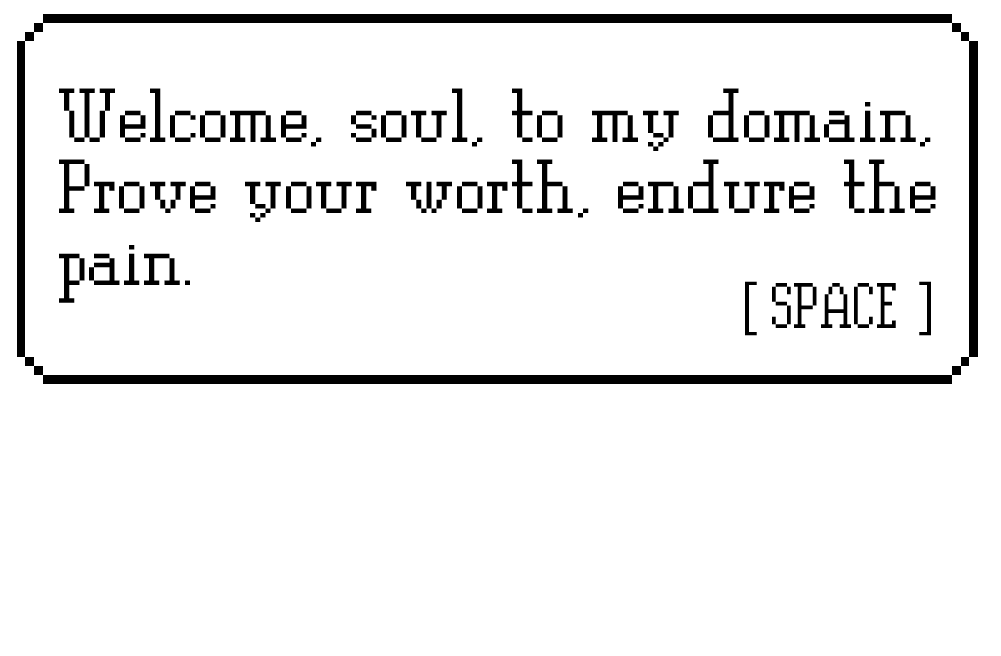 Welcome, soul, to my domain,
Prove your worth, endure the
pain.
[ SPACE ]